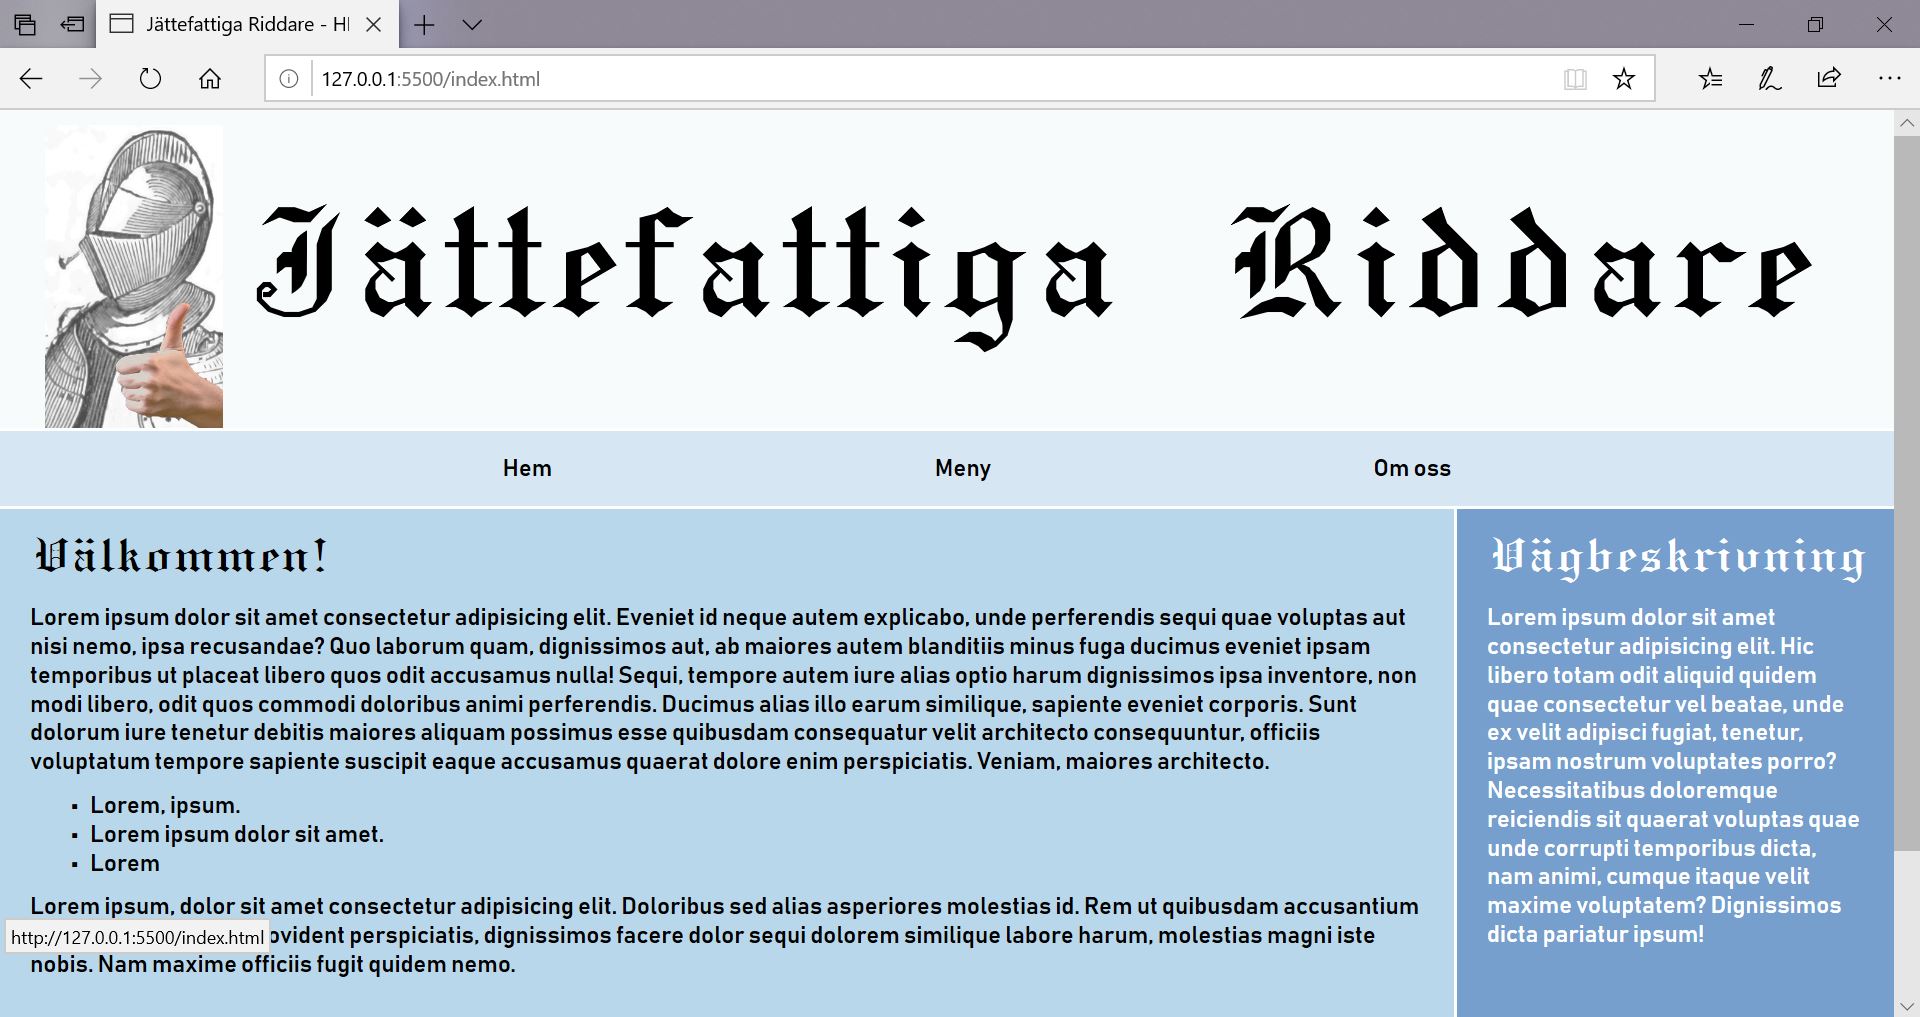 Jättefattiga Riddare - H
127.0.0.1:5500/index.html
Jättefattiga Riddare
Hem Meny Om oss
Välkommen!
Lorem ipsum dolor sit amet consectetur adipisicing elit. Eveniet id neque autem explicabo, unde perferendis sequi quae voluptas aut
nisi nemo, ipsa recusandae? Quo laborum quam, dignissimos aut, ab maiores autem blanditiis minus fuga ducimus eveniet ipsam
temporibus ut placeat libero quos odit accusamus nulla! Sequi, tempore autem iure alias optio harum dignissimos ipsa inventore, non
modi libero, odit quos commodi doloribus animi perferendis. Ducimus alias illo earum similique, sapiente eveniet corporis. Sunt
dolorum iure tenetur debitis maiores aliquam possimus esse quibusdam consequatur velit architecto consequuntur, officiis
voluptatum tempore sapiente suscipit eaque accusamus quaerat dolore enim perspiciatis. Veniam, maiores architecto.
▪ Lorem, ipsum.
▪ Lorem ipsum dolor sit amet.
▪ Lorem
Lorem ipsum, dolor sit amet consectetur adipisicing elit. Doloribus sed alias asperiores molestias id. Rem ut quibusdam accusantium
ovident perspiciatis, dignissimos facere dolor sequi dolorem similique labore harum, molestias magni iste
nobis. Nam maxime officiis fugit quidem nemo.
Vägbeskrivning
Lorem ipsum dolor sit amet
consectetur adipisicing elit. Hic
libero totam odit aliquid quidem
quae consectetur vel beatae, unde
ex velit adipisci fugiat, tenetur,
ipsam nostrum voluptates porro?
Necessitatibus doloremque
reiciendis sit quaerat voluptas quae
unde corrupti temporibus dicta,
nam animi, cumque itaque velit
maxime voluptatem? Dignissimos
dicta pariatur ipsum!
http://127.0.0.1:5500/index.html